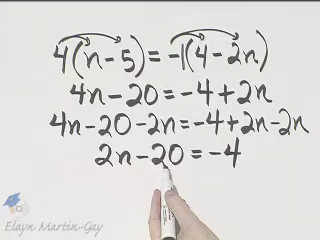 4(n - 5) = -1(4 - 2n)
4n - 20 = -4 + 2n
4n - 20 - 2n = -4 + 2n - 2n
2n - 20 = -4
Elayn Martin-Gay